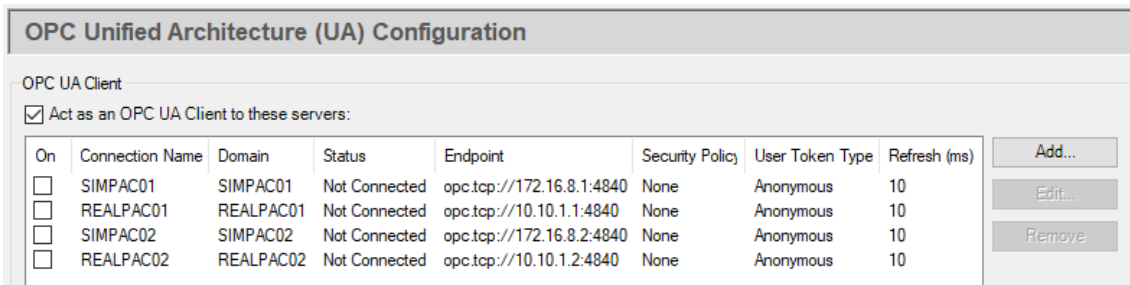 OPC Unified Architecture (UA) Configuration
OPC UA Client
Act as an OPC UA Client to these servers:
On Connection Name Domain Status Endpoint Security Policy User Token Type Refresh (ms) Add...
SIMPAC01 SIMPAC01 Not Connected opc.tcp://172.16.8.1:4840 None Anonymous 10
Edit...
REALPAC01 REALPAC01 Not Connected opc.tcp://10.10.1.1:4840 None Anonymous 10
SIMPAC02 SIMPAC02 Not Connected opc.tcp://172.16.8.2:4840 None Anonymous 10
Remove
REALPAC02 REALPAC02 Not Connected opc.tcp://10.10.1.2:4840 None Anonymous 10